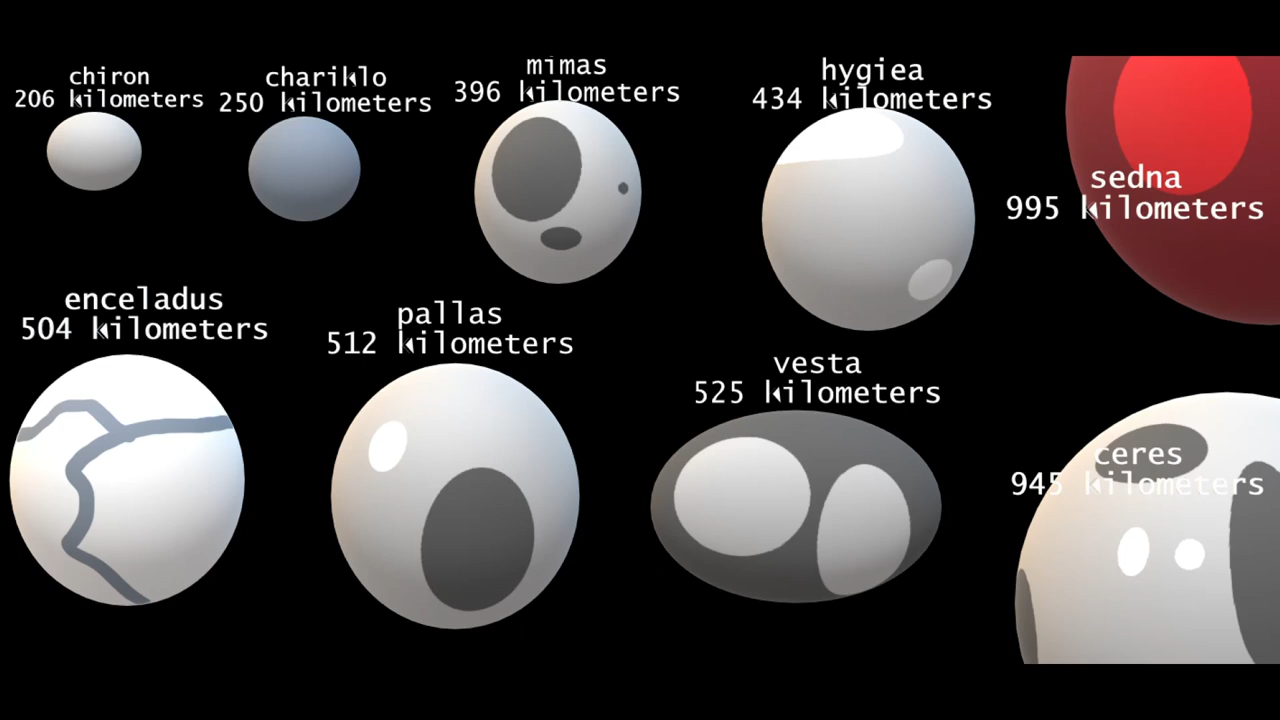 chiron
206 kilometers
chariklo
250 kilometers
mimas
396 kilometers
hygiea
434 kilometers
sedna
995 kilometers
enceladus
504 kilometers
pallas
512 kilometers
vesta
525 kilometers
ceres
945 kilometers